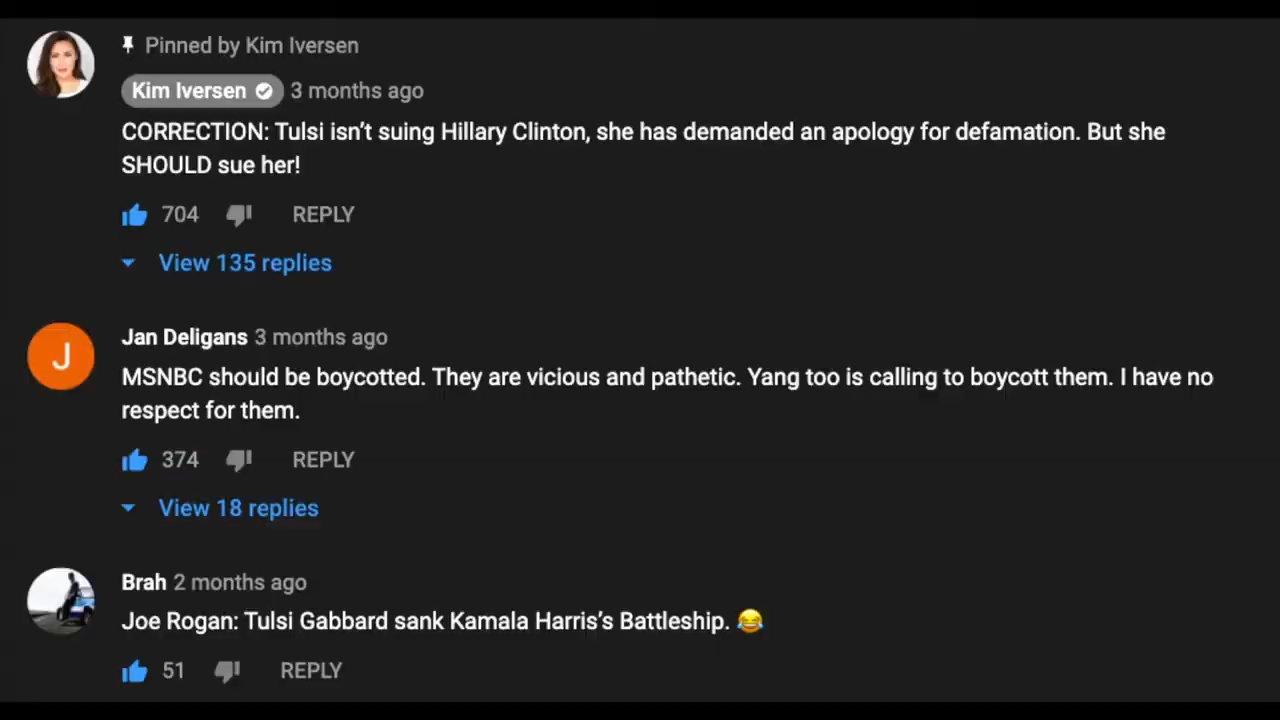 Pinned by Kim Iversen
Kim Iversen 3 months ago
CORRECTION: Tulsi isn’t suing Hillary Clinton, she has demanded an apology for defamation. But she
SHOULD sue her!
704 REPLY
View 135 replies
J
Jan Deligans 3 months ago
MSNBC should be boycotted. They are vicious and pathetic. Yang too is calling to boycott them. I have no
respect for them.
374 REPLY
View 18 replies
Brah 2 months ago
Joe Rogan: Tulsi Gabbard sank Kamala Harris’s Battleship. 😂
51 REPLY